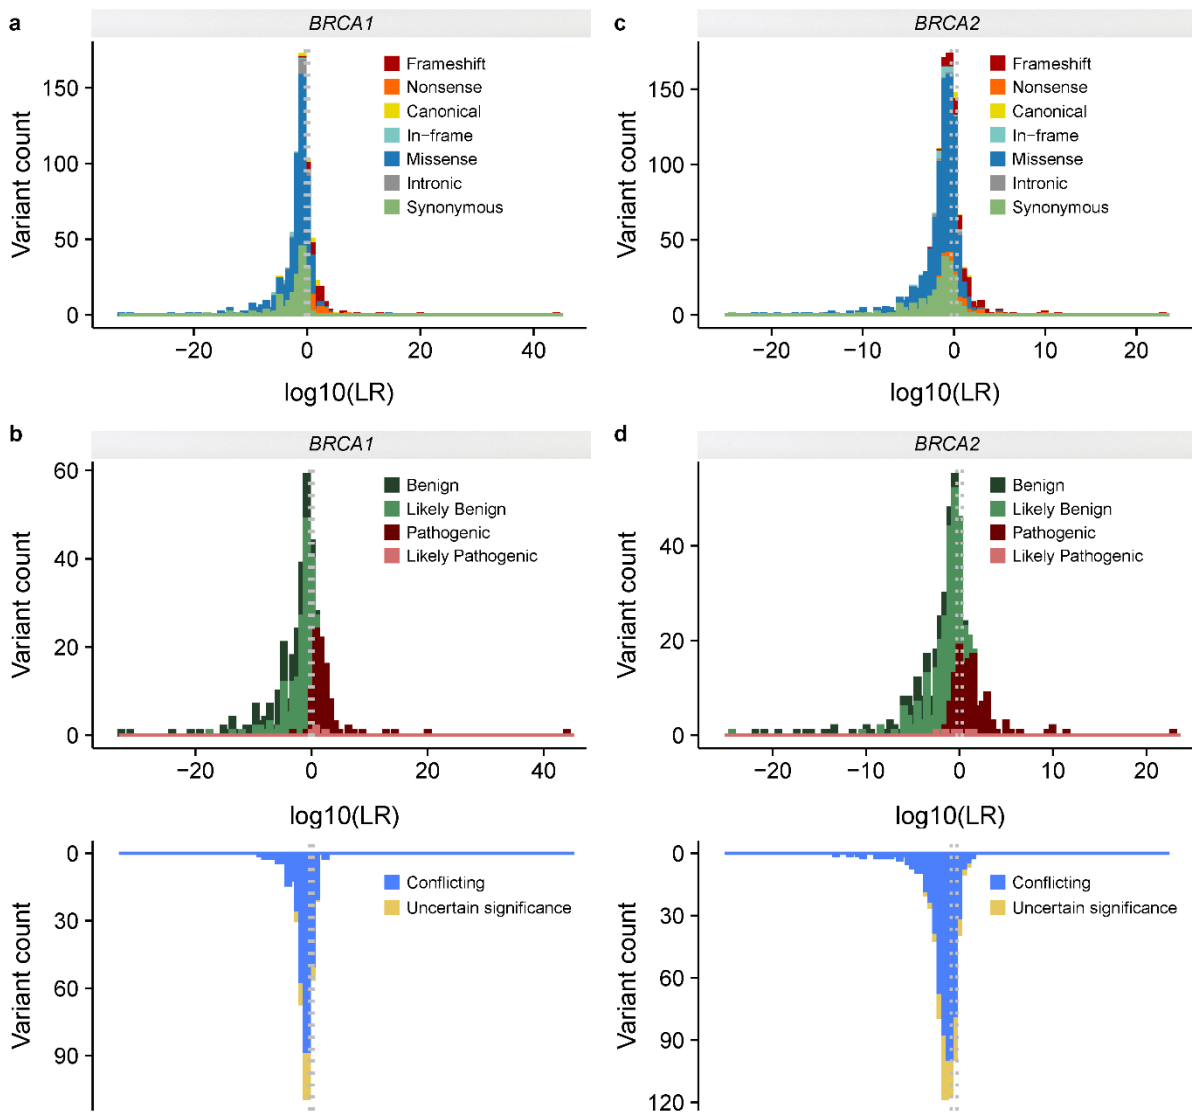 a
BRCA1
Variant count
150
100
50
0
Frameshift
Nonsense
Canonical
In−frame
Missense
Intronic
Synonymous
−20 0 20 40
log10(LR)
c
BRCA2
Variant count
150
100
50
0
Frameshift
Nonsense
Canonical
In−frame
Missense
Intronic
Synonymous
−20 −10 0 10 20
log10(LR)
b
BRCA1
Variant count
60
40
20
0
Benign
Likely Benign
Pathogenic
Likely Pathogenic
−20 0 20 40
log10(LR)
Variant count
0
30
60
90
Conflicting
Uncertain significance
d
BRCA2
Variant count
40
20
0
Benign
Likely Benign
Pathogenic
Likely Pathogenic
−20 −10 0 10 20
log10(LR)
Variant count
0
30
60
90
120
Conflicting
Uncertain significance